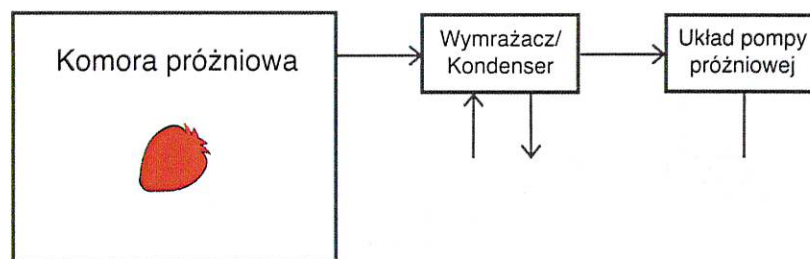 Komora próżniowa
Wymrażacz/
Kondenser
Układ pompy
próżniowej